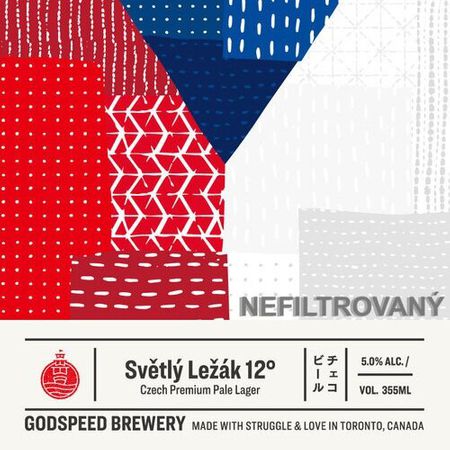 NEFILTROVANÝ
Světlý Ležák 12º
Czech Premium Pale Lager
チェコ
ビール
5.0% ALC. /
VOL. 355ML
GODSPEED BREWERY MADE WITH STRUGGLE & LOVE IN TORONTO, CANADA